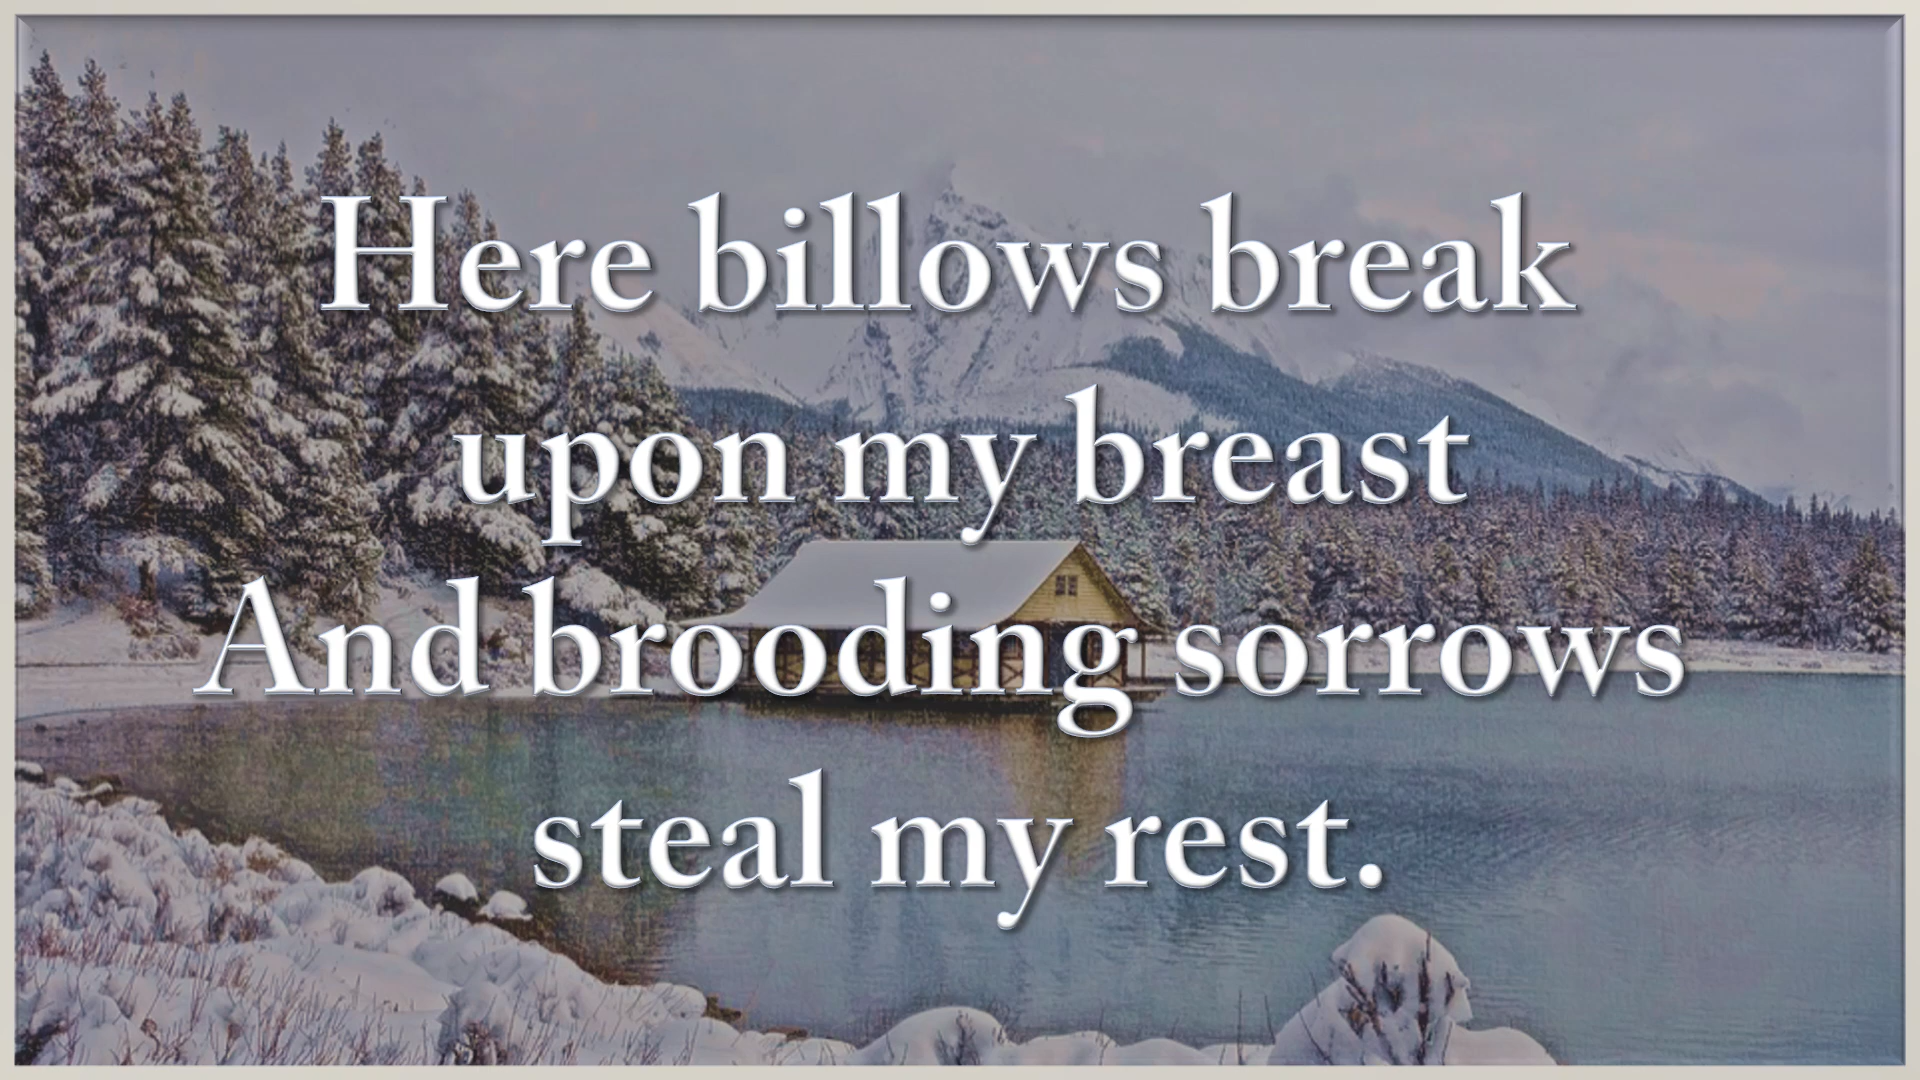 Here billows break
upon my breast
And brooding sorrows
steal my rest.